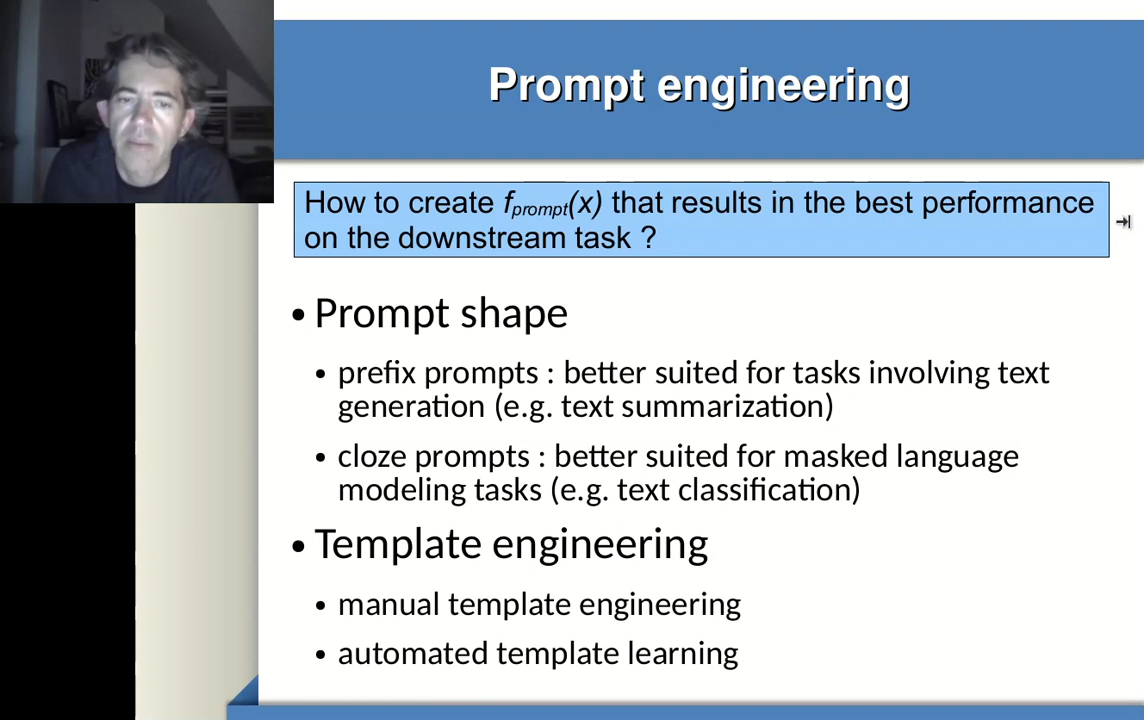 Prompt engineering
How to create fprompt(x) that results in the best performance
on the downstream task ?
• Prompt shape
• prefix prompts : better suited for tasks involving text
generation (e.g. text summarization)
• cloze prompts : better suited for masked language
modeling tasks (e.g. text classification)
• Template engineering
• manual template engineering
• automated template learning